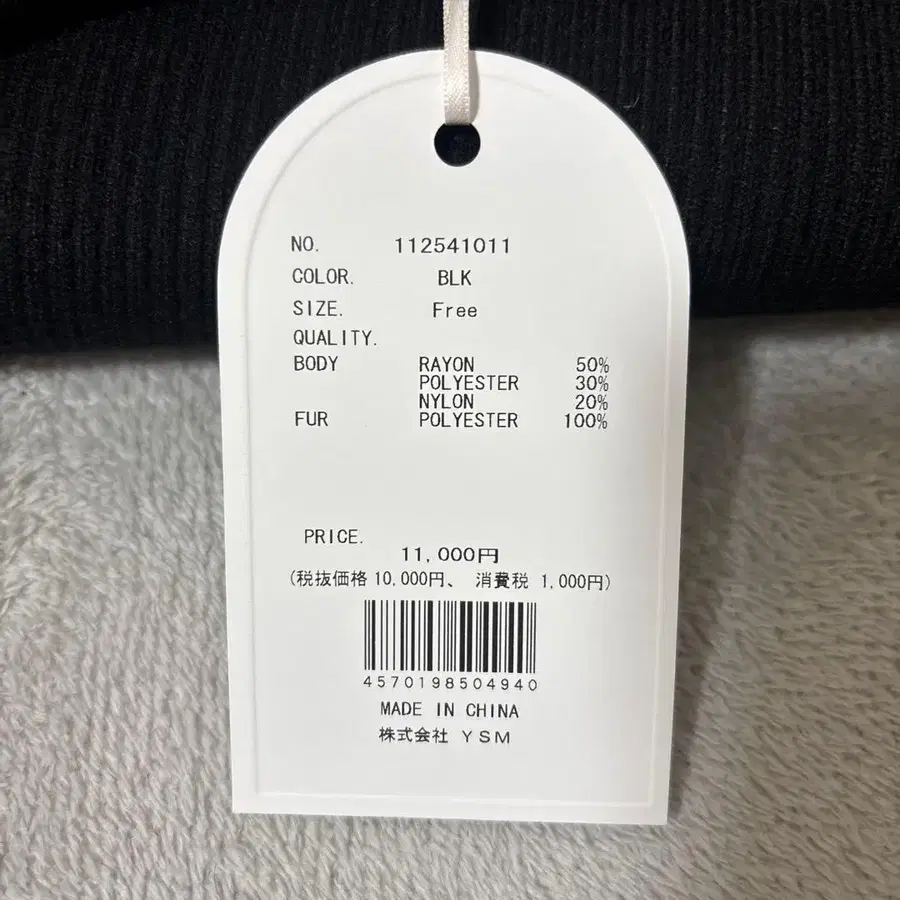 NO. 112541011
COLOR. BLK
SIZE. Free
QUALITY.
BODY RAYON 50%
POLYESTER 30%
NYLON 20%
FUR POLYESTER 100%
PRICE.
11,000円
(税抜価格 10,000円、 消費税 1,000円)
4570198504940
MADE IN CHINA
株式会社 YSM